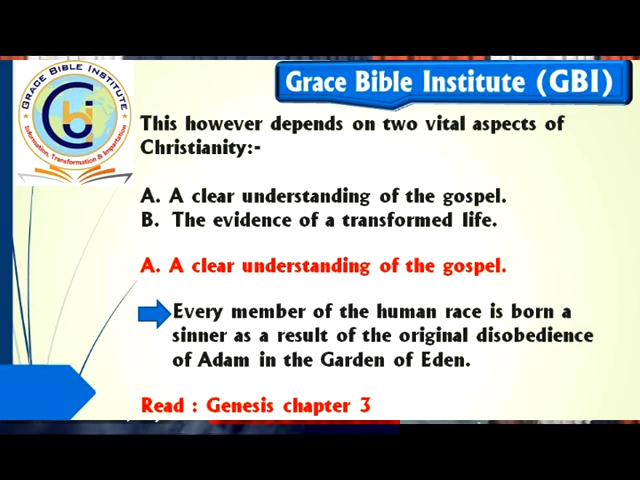 GRACE BIBLE INSTITUTE
Information, Transformation & Impartation
Grace Bible Institute (GBI)
This however depends on two vital aspects of
Christianity:-
A. A clear understanding of the gospel.
B. The evidence of a transformed life.
A. A clear understanding of the gospel.
Every member of the human race is born a
sinner as a result of the original disobedience
of Adam in the Garden of Eden.
Read : Genesis chapter 3